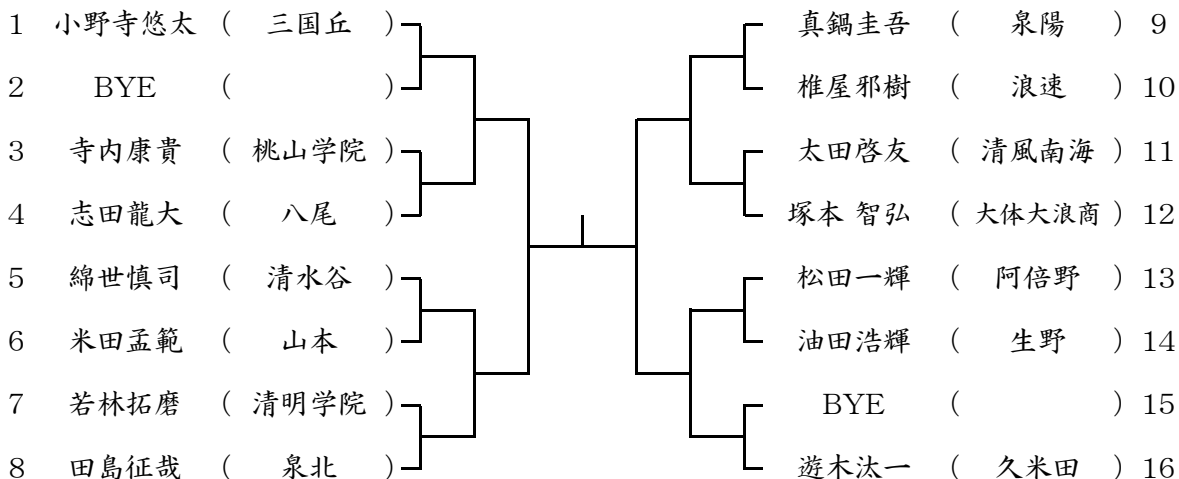 1 小野寺悠太 ( 三国丘 )
2 BYE ( )
3 寺内康貴 ( 桃山学院 )
4 志田龍大 ( 八尾 )
5 綿世慎司 ( 清水谷 )
6 米田孟範 ( 山本 )
7 若林拓磨 ( 清明学院 )
8 田島征哉 ( 泉北 )
真鍋圭吾 ( 泉陽 ) 9
椎屋邪樹 ( 浪速 ) 10
太田啓友 ( 清風南海 ) 11
塚本 智弘 ( 大体大浪商 ) 12
松田一輝 ( 阿倍野 ) 13
油田浩輝 ( 生野 ) 14
BYE ( ) 15
遊木汰一 ( 久米田 ) 16